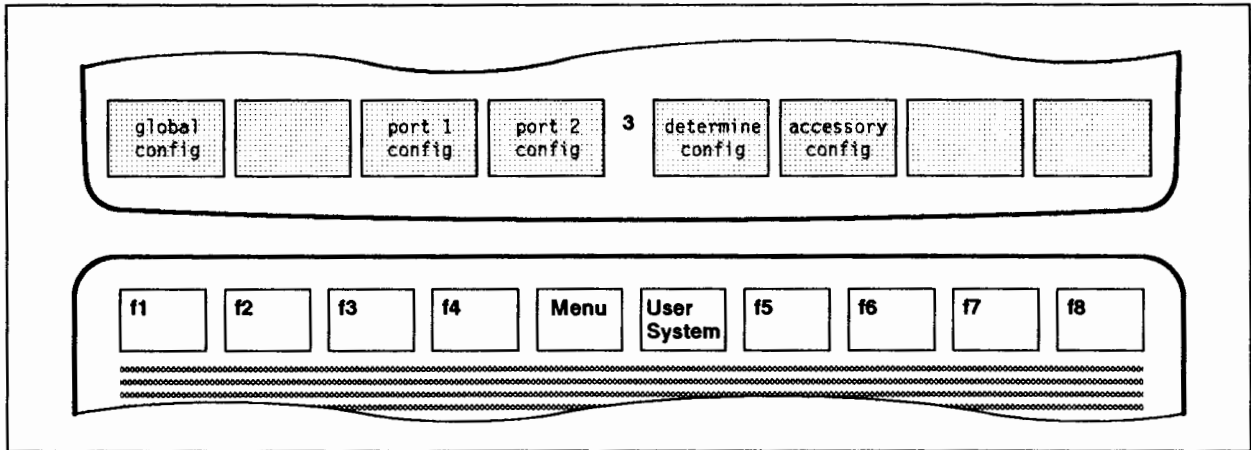 global
config
port 1
config
port 2
config
3
determine
config
accessory
config
f1
f2
f3
f4
Menu
User
System
f5
f6
f7
f8